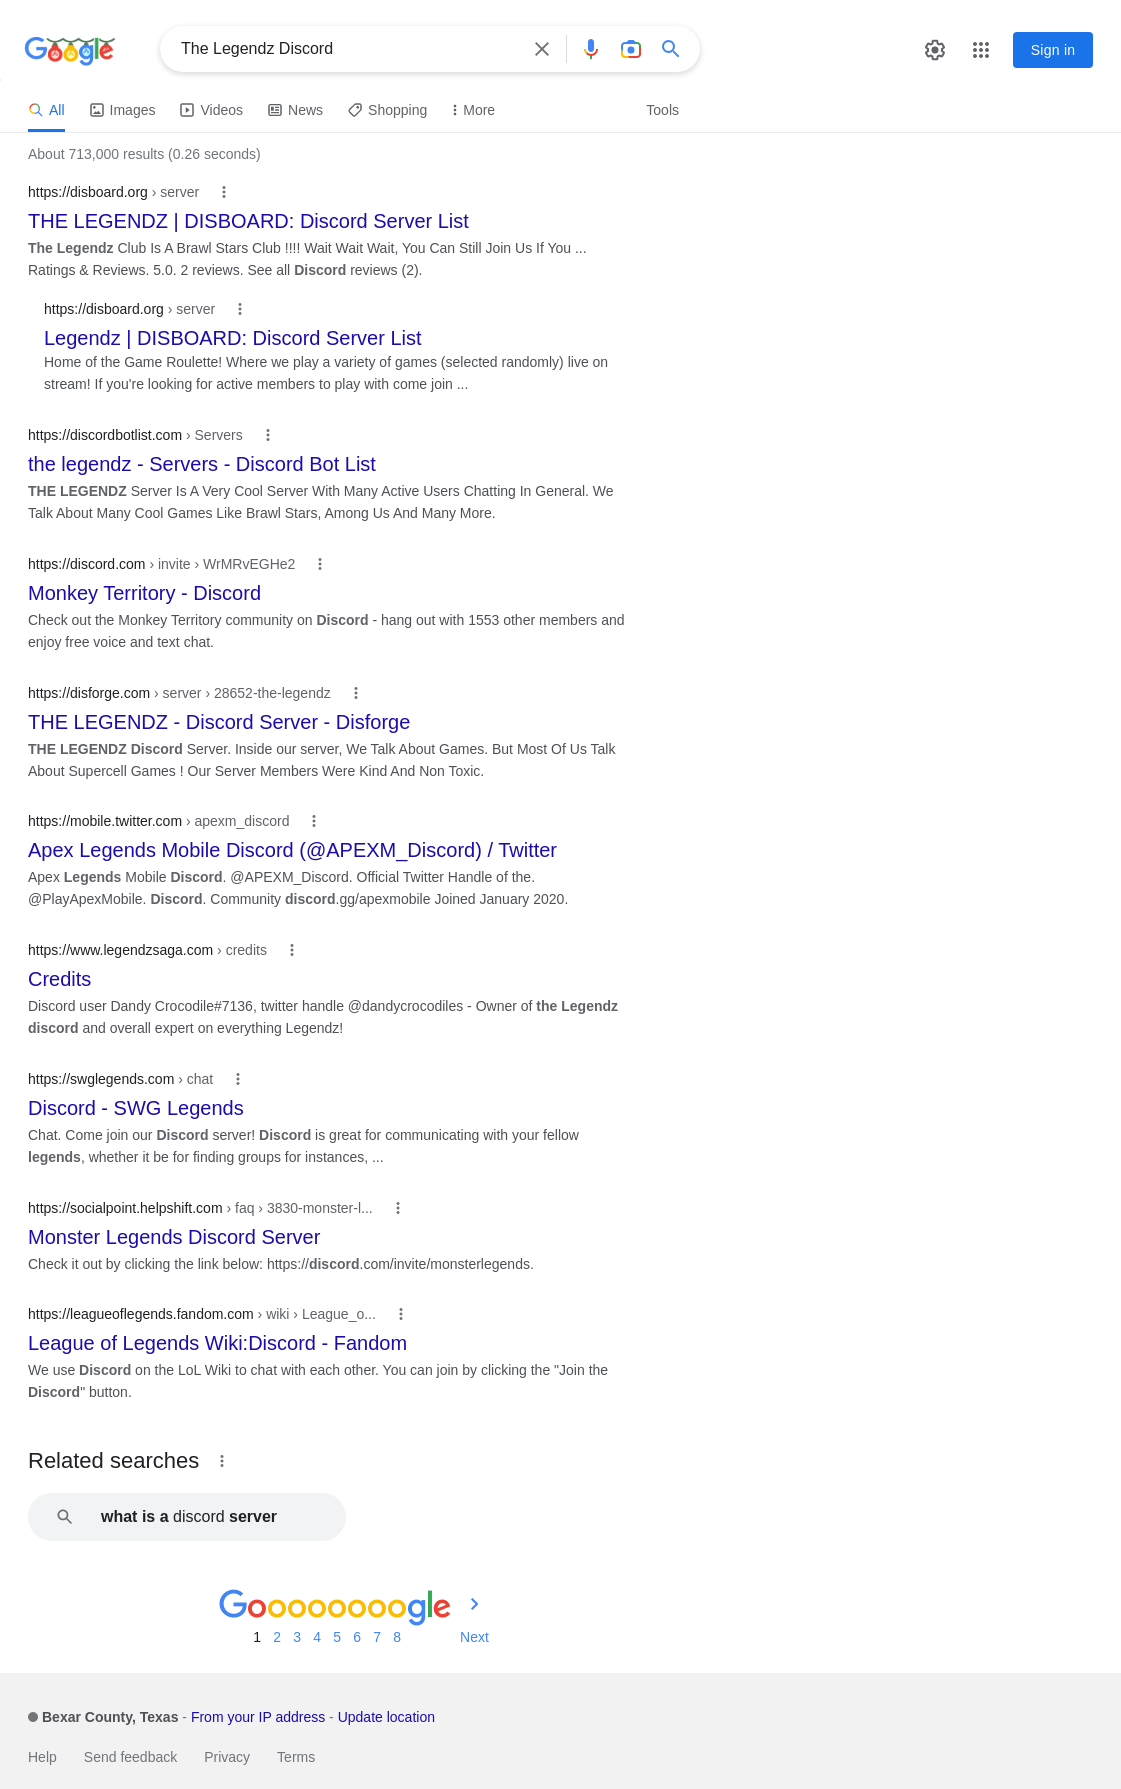 Google
The Legendz Discord
Sign in
All
Images
Videos
News
Shopping
More
Tools
About 713,000 results (0.26 seconds)
https://disboard.org › server
THE LEGENDZ | DISBOARD: Discord Server List
The Legendz Club Is A Brawl Stars Club !!!! Wait Wait Wait, You Can Still Join Us If You ...
Ratings & Reviews. 5.0. 2 reviews. See all Discord reviews (2).
https://disboard.org › server
Legendz | DISBOARD: Discord Server List
Home of the Game Roulette! Where we play a variety of games (selected randomly) live on
stream! If you're looking for active members to play with come join ...
https://discordbotlist.com › Servers
the legendz - Servers - Discord Bot List
THE LEGENDZ Server Is A Very Cool Server With Many Active Users Chatting In General. We
Talk About Many Cool Games Like Brawl Stars, Among Us And Many More.
https://discord.com › invite › WrMRvEGHe2
Monkey Territory - Discord
Check out the Monkey Territory community on Discord - hang out with 1553 other members and
enjoy free voice and text chat.
https://disforge.com › server › 28652-the-legendz
THE LEGENDZ - Discord Server - Disforge
THE LEGENDZ Discord Server. Inside our server, We Talk About Games. But Most Of Us Talk
About Supercell Games ! Our Server Members Were Kind And Non Toxic.
https://mobile.twitter.com › apexm_discord
Apex Legends Mobile Discord (@APEXM_Discord) / Twitter
Apex Legends Mobile Discord. @APEXM_Discord. Official Twitter Handle of the.
@PlayApexMobile. Discord. Community discord.gg/apexmobile Joined January 2020.
https://www.legendzsaga.com › credits
Credits
Discord user Dandy Crocodile#7136, twitter handle @dandycrocodiles - Owner of the Legendz
discord and overall expert on everything Legendz!
https://swglegends.com › chat
Discord - SWG Legends
Chat. Come join our Discord server! Discord is great for communicating with your fellow
legends, whether it be for finding groups for instances, ...
https://socialpoint.helpshift.com › faq › 3830-monster-l...
Monster Legends Discord Server
Check it out by clicking the link below: https://discord.com/invite/monsterlegends.
https://leagueoflegends.fandom.com › wiki › League_o...
League of Legends Wiki:Discord - Fandom
We use Discord on the LoL Wiki to chat with each other. You can join by clicking the "Join the
Discord" button.
Related searches
what is a discord server
Goooooooogle
1 2 3 4 5 6 7 8 Next
Bexar County, Texas - From your IP address - Update location
Help Send feedback Privacy Terms